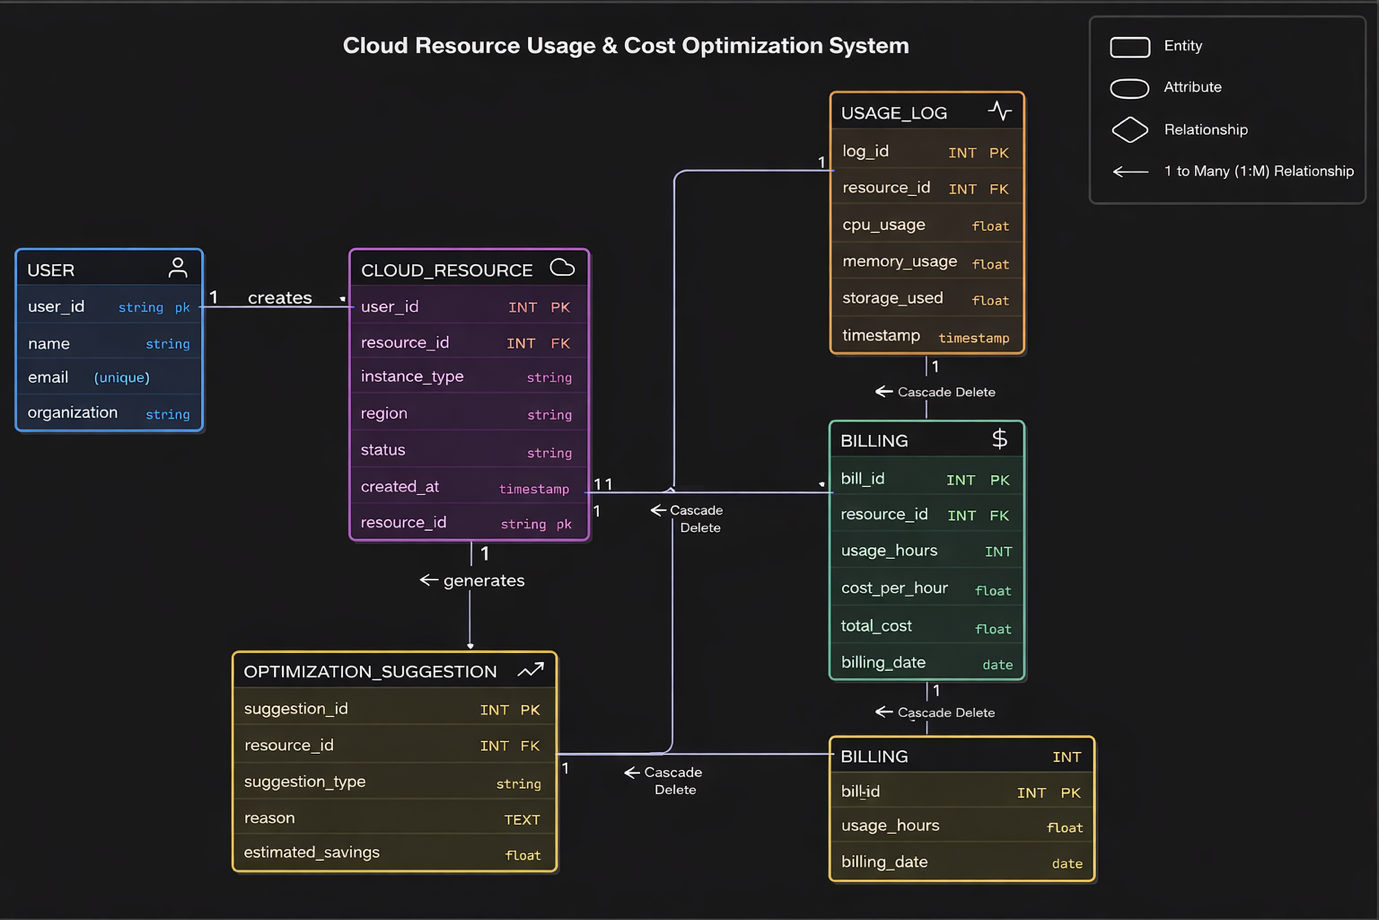 Cloud Resource Usage & Cost Optimization System
Entity
Attribute
Relationship
1 to Many (1:M) Relationship
USER
user_id string pk
name string
email (unique)
organization string
1 creates
CLOUD_RESOURCE
user_id INT PK
resource_id INT FK
instance_type string
region string
status string
created_at timestamp
resource_id string pk
1
generates
11
1
Cascade
Delete
1
USAGE_LOG
log_id INT PK
resource_id INT FK
cpu_usage float
memory_usage float
storage_used float
timestamp timestamp
1
Cascade Delete
BILLING $
bill_id INT PK
resource_id INT FK
usage_hours INT
cost_per_hour float
total_cost float
billing_date date
1
Cascade Delete
OPTIMIZATION_SUGGESTION
suggestion_id INT PK
resource_id INT FK
suggestion_type string
reason TEXT
estimated_savings float
1
Cascade
Delete
BILLING INT
bill-id INT PK
usage_hours float
billing_date date